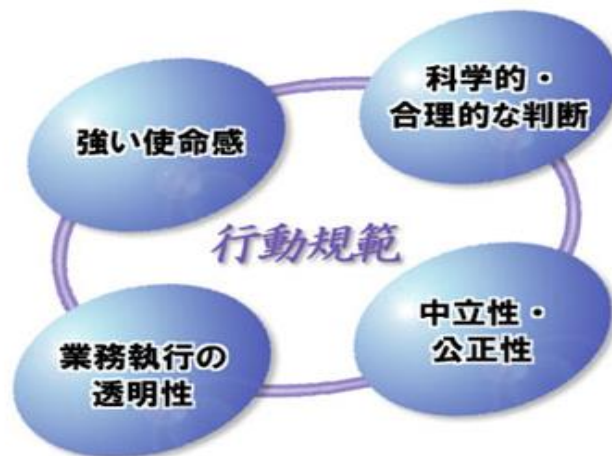 強い使命感
科学的・
合理的な判断
行動規範
業務執行の
透明性
中立性・
公正性